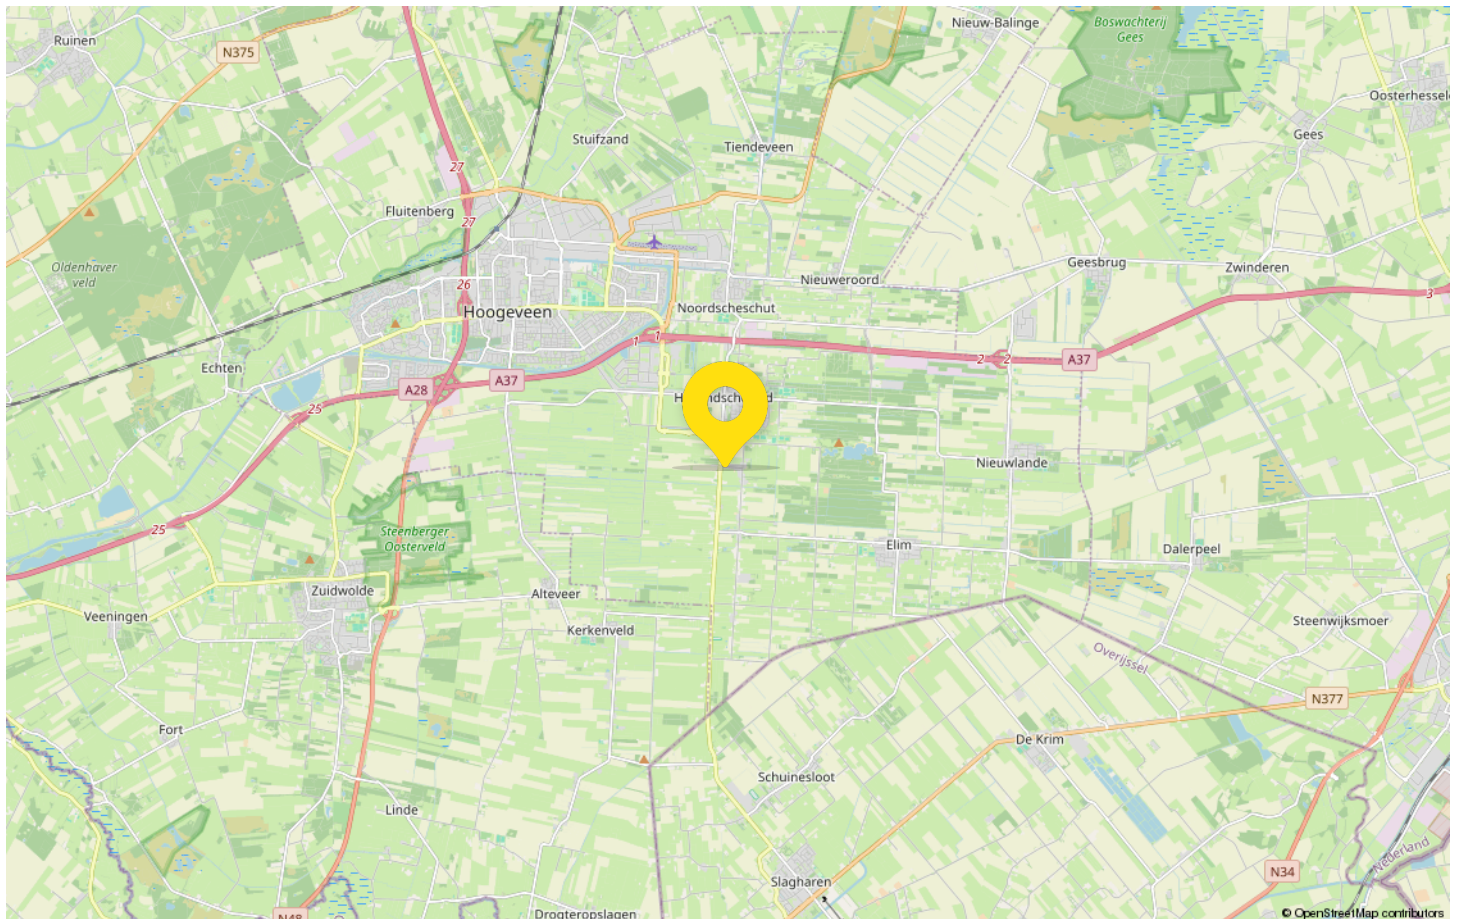 Ruinen
N375
Nieuw-Balinge
Boswachterij
Gees
Oosterhessel
Gees
Stuifzand
Tiendeveen
27
Fluitenberg
27
Oldenhaver
veld
Geesbrug
Zwinderen
26
Nieuweroord
3
Hoogeveen
Noordscheschut
1
1
2
2
A37
Echten
A28
A37
25
Nieuwlande
25
Steenberger
Oosterveld
Elim
Dalerpeel
Zuidwolde
Alteveer
Veeningen
Kerkenveld
Steenwijksmoer
Overijssel
N377
Fort
De Krim
Schuinesloot
Linde
Nederland
N34
Slagharen
N48
Drogteropslagen
© OpenStreetMap contributors